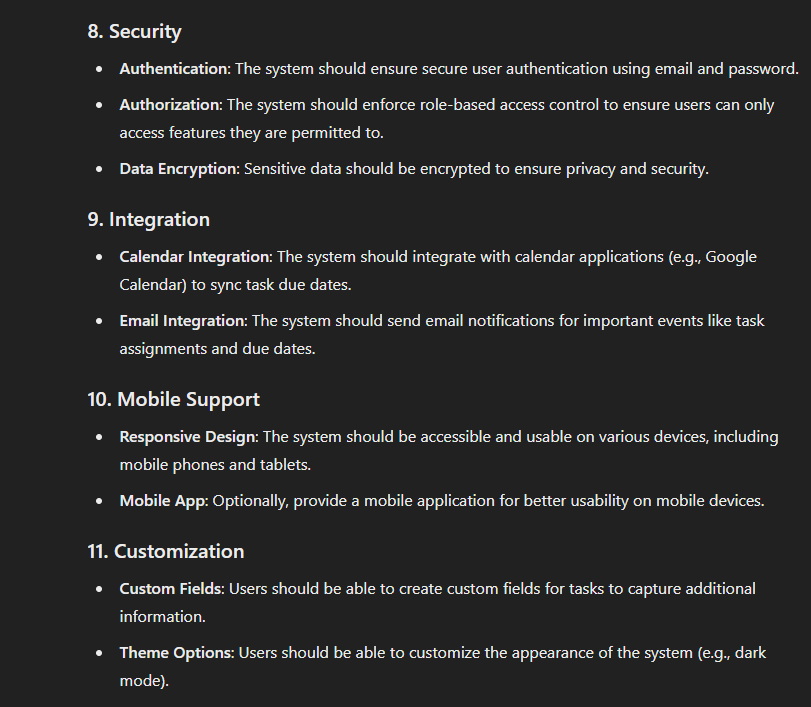 8. Security
• Authentication: The system should ensure secure user authentication using email and password.
• Authorization: The system should enforce role-based access control to ensure users can only
access features they are permitted to.
• Data Encryption: Sensitive data should be encrypted to ensure privacy and security.
9. Integration
• Calendar Integration: The system should integrate with calendar applications (e.g., Google
Calendar) to sync task due dates.
• Email Integration: The system should send email notifications for important events like task
assignments and due dates.
10. Mobile Support
• Responsive Design: The system should be accessible and usable on various devices, including
mobile phones and tablets.
• Mobile App: Optionally, provide a mobile application for better usability on mobile devices.
11. Customization
• Custom Fields: Users should be able to create custom fields for tasks to capture additional
information.
• Theme Options: Users should be able to customize the appearance of the system (e.g., dark
mode).